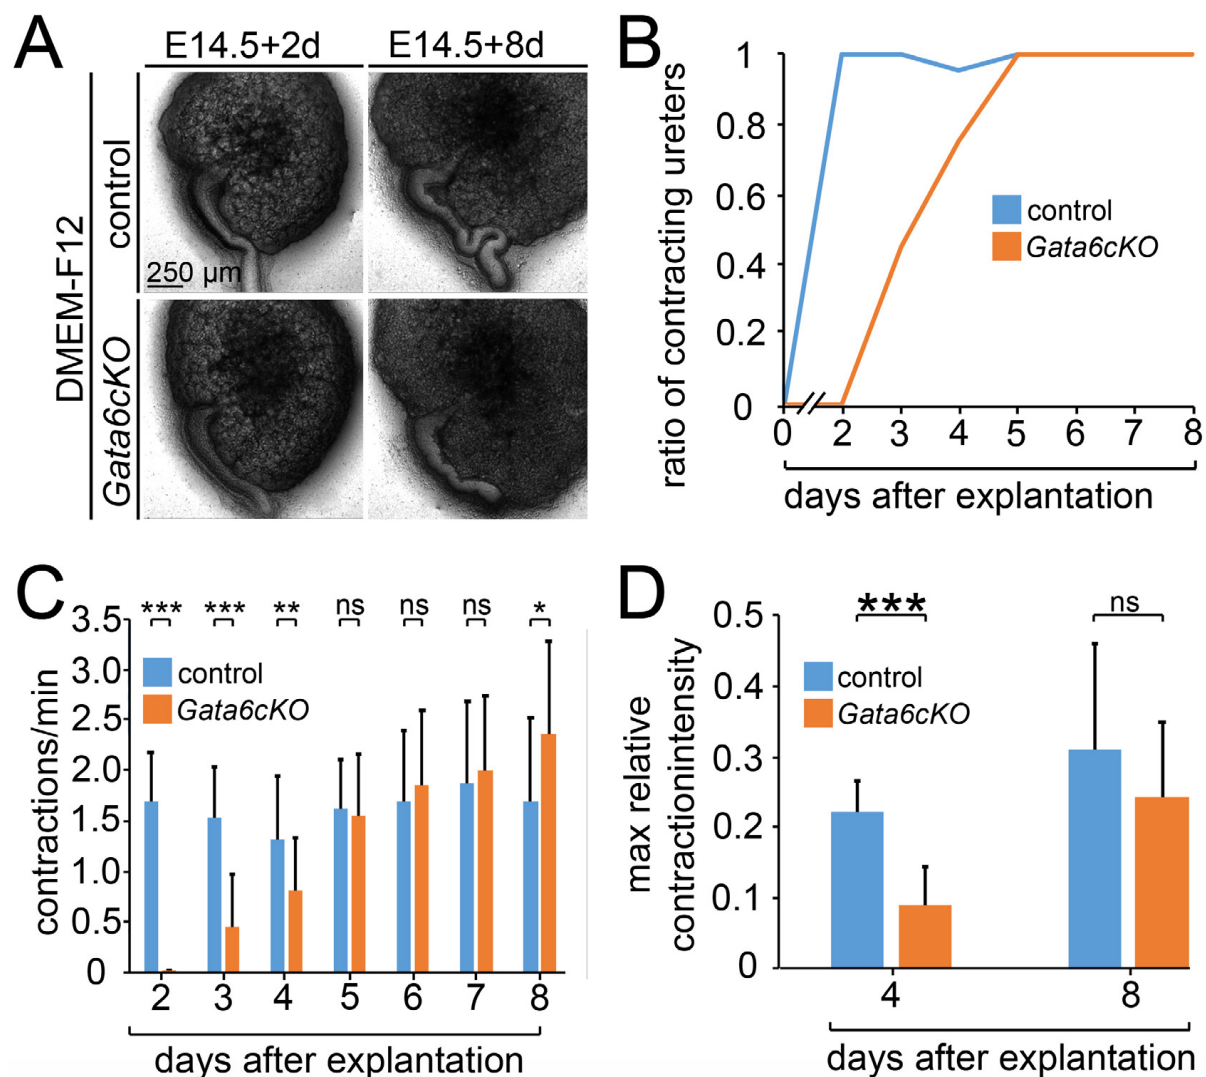 A
E14.5+2d
E14.5+8d
DMEM-F12
control
Gata6cKO
250 µm
B
ratio of contracting ureters
1
0.8
0.6
0.4
0.2
0
control
Gata6cKO
0 2 3 4 5 6 7 8
days after explantation
C
contractions/min
*** *** ** ns ns ns *
3.5
3.0
2.5
2.0
1.5
1.0
0.5
0
control
Gata6cKO
2 3 4 5 6 7 8
days after explantation
D
max relative
contractionintensity
*** ns
0.5
0.4
0.3
0.2
0.1
0
control
Gata6cKO
4 8
days after explantation